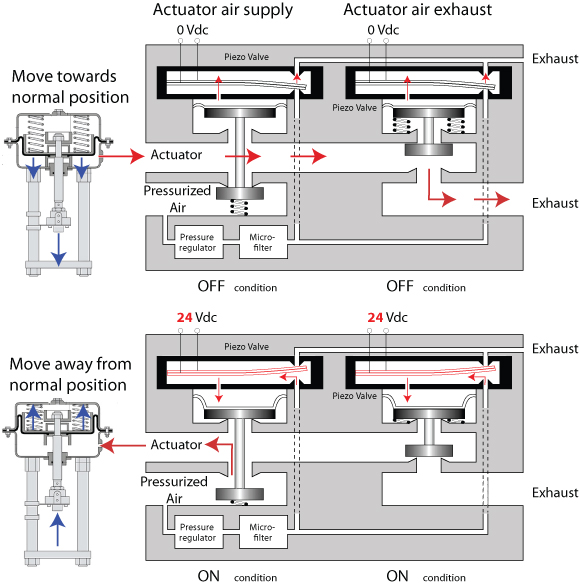 Actuator air supply
Actuator air exhaust
0 Vdc
0 Vdc
Piezo Valve
Exhaust
Move towards
normal position
Piezo Valve
Actuator
Pressurized
Air
Exhaust
Pressure
regulator
Micro-
filter
OFF condition
OFF condition
24 Vdc
24 Vdc
Piezo Valve
Exhaust
Move away from
normal position
Piezo Valve
Actuator
Pressurized
Air
Exhaust
Pressure
regulator
Micro-
filter
ON condition
ON condition